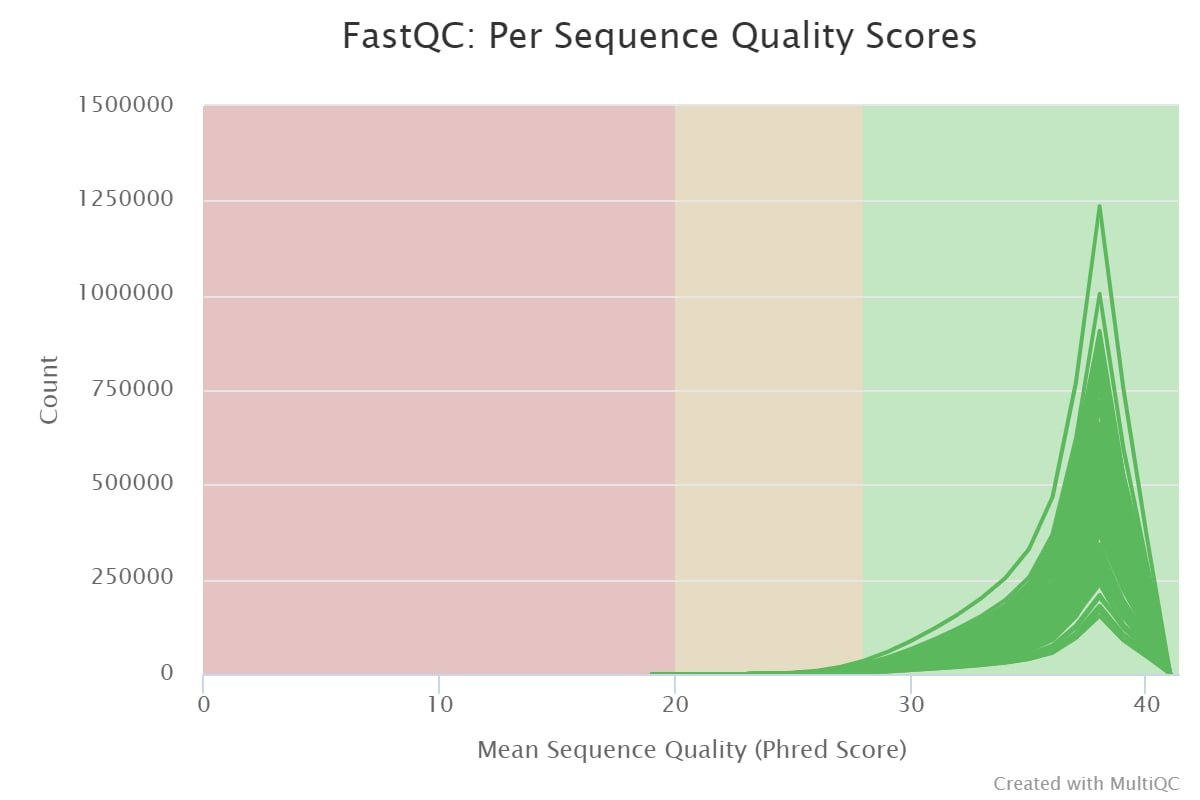 FastQC: Per Sequence Quality Scores
1500000
1250000
1000000
750000
500000
250000
0
Count
0 10 20 30 40
Mean Sequence Quality (Phred Score)
Created with MultiQC